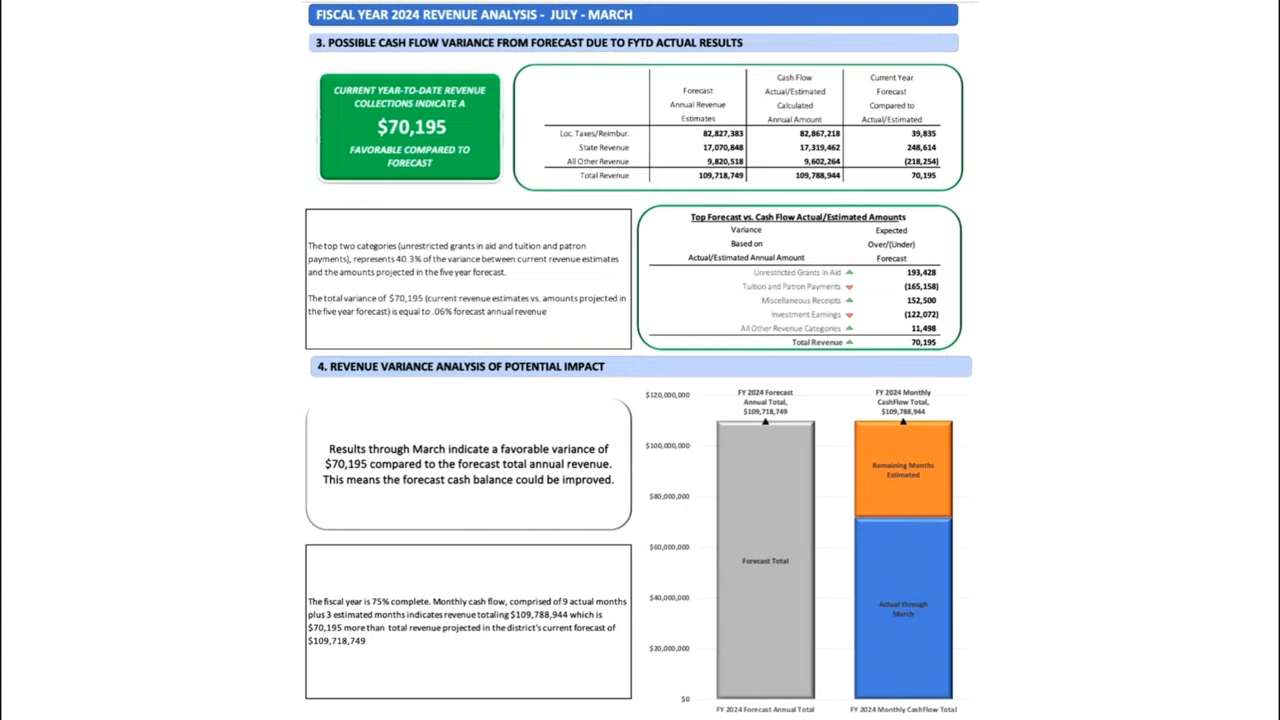 FISCAL YEAR 2024 REVENUE ANALYSIS - JULY - MARCH
3. POSSIBLE CASH FLOW VARIANCE FROM FORECAST DUE TO FYTD ACTUAL RESULTS
CURRENT YEAR-TO-DATE REVENUE
COLLECTIONS INDICATE A
$70,195
FAVORABLE COMPARED TO
FORECAST
Forecast
Annual Revenue
Estimates
Cash Flow
Actual/Estimated
Calculated
Annual Amount
Current Year
Forecast
Compared to
Actual/Estimated
Loc. Taxes/Reimbur. 82,827,383 82,867,218 39,835
State Revenue 17,070,848 17,319,462 248,614
All Other Revenue 9,820,518 9,602,264 (218,254)
Total Revenue 109,718,749 109,788,944 70,195
The top two categories (unrestricted grants in aid and tuition and patron
payments), represents 40.3% of the variance between current revenue estimates
and the amounts projected in the five year forecast.
The total variance of $70,195 (current revenue estimates vs. amounts projected in
the five year forecast) is equal to .06% forecast annual revenue
Top Forecast vs. Cash Flow Actual/Estimated Amounts
Variance
Based on
Actual/Estimated Annual Amount
Expected
Over/(Under)
Forecast
Unrestricted Grants In Aid 193,428
Tuition and Patron Payments (165,158)
Miscellaneous Receipts 152,500
Investment Earnings (122,072)
All Other Revenue Categories 11,498
Total Revenue 70,195
4. REVENUE VARIANCE ANALYSIS OF POTENTIAL IMPACT
Results through March indicate a favorable variance of
$70,195 compared to the forecast total annual revenue.
This means the forecast cash balance could be improved.
The fiscal year is 75% complete. Monthly cash flow, comprised of 9 actual months
plus 3 estimated months indicates revenue totaling $109,788,944 which is
$70,195 more than total revenue projected in the district's current forecast of
$109,718,749
$120,000,000
$100,000,000
$80,000,000
$60,000,000
$40,000,000
$20,000,000
$0
FY 2024 Forecast
Annual Total,
$109,718,749
FY 2024 Monthly
CashFlow Total,
$109,788,944
Forecast Total
Remaining Months
Estimated
Actual through
March
FY 2024 Forecast Annual Total
FY 2024 Monthly CashFlow Total